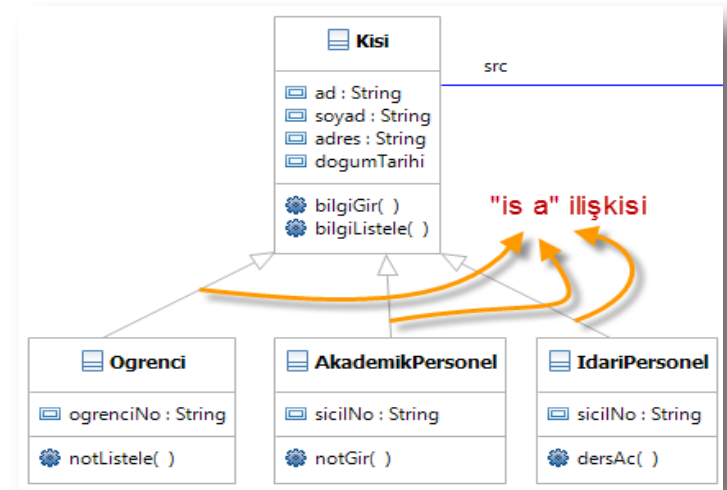 Kisi
src
ad : String
soyad : String
adres : String
dogumTarihi
bilgiGir( )
bilgiListele( )
"is a" ilişkisi
Ogrenci
ogrenciNo : String
notListele( )
AkademikPersonel
sicilNo : String
notGir( )
IdariPersonel
sicilNo : String
dersAc( )